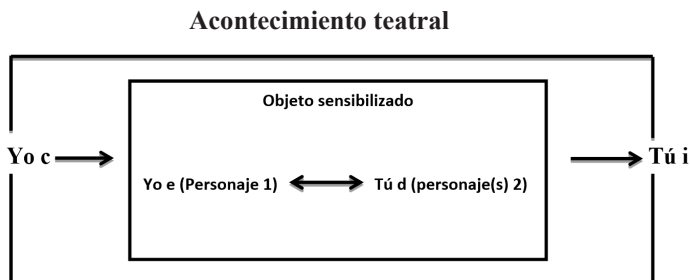 Acontecimiento teatral
Objeto sensibilizado
Yo c
Tú i
Yo e (Personaje 1)
Tú d (personaje(s) 2)